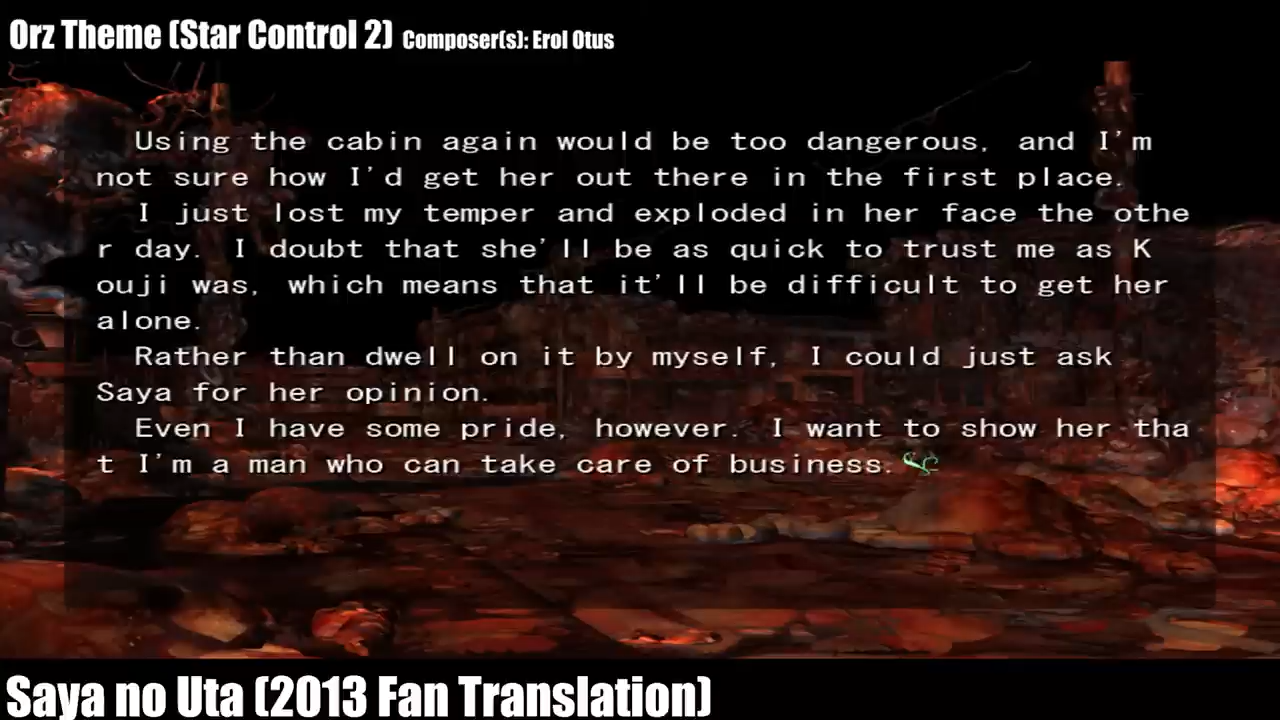 Orz Theme (Star Control 2) Composer(s): Erol Otus
Using the cabin again would be too dangerous, and I'm
not sure how I'd get her out there in the first place.
I just lost my temper and exploded in her face the othe
r day. I doubt that she'll be as quick to trust me as K
ouji was, which means that it'll be difficult to get her
alone.
Rather than dwell on it by myself, I could just ask
Saya for her opinion.
Even I have some pride, however. I want to show her tha
t I'm a man who can take care of business.
Saya no Uta (2013 Fan Translation)